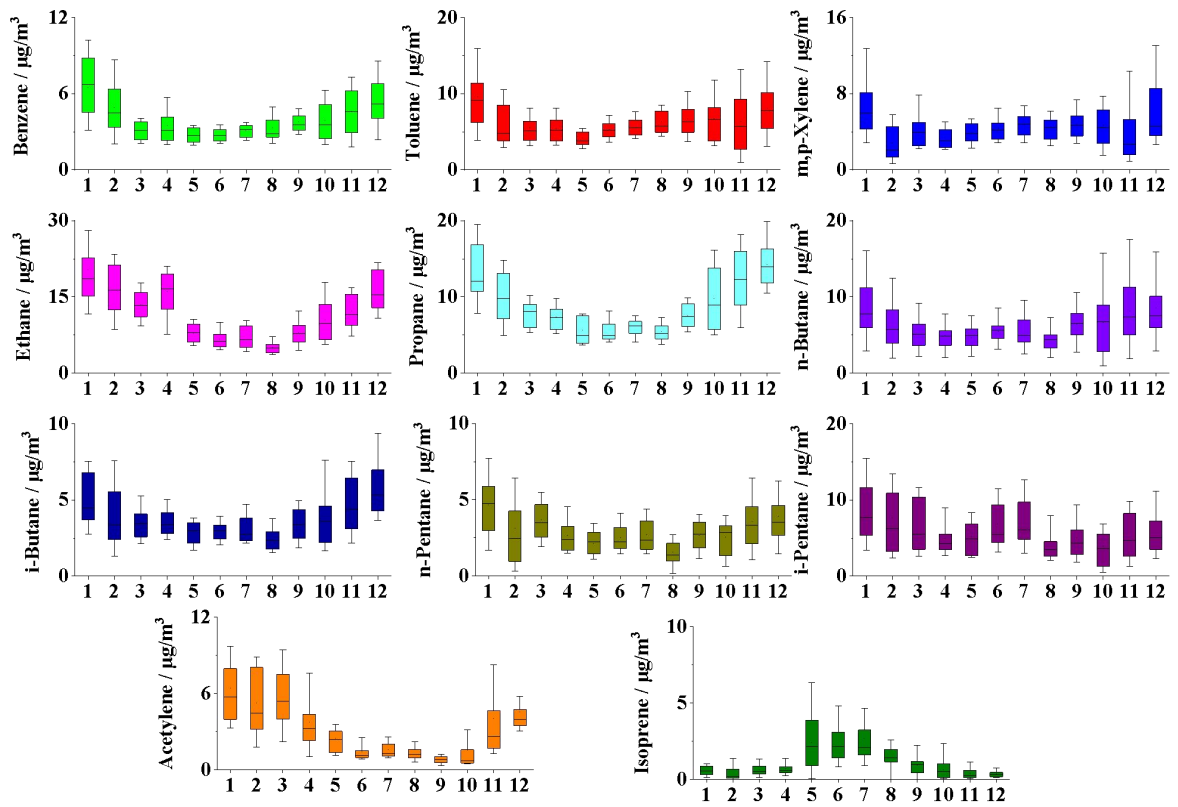 Benzene / μg/m³
12
6
0
1 2 3 4 5 6 7 8 9 10 11 12
Toluene / μg/m³
20
10
0
1 2 3 4 5 6 7 8 9 10 11 12
m,p-Xylene / μg/m³
16
8
0
1 2 3 4 5 6 7 8 9 10 11 12
Ethane / μg/m³
30
15
0
1 2 3 4 5 6 7 8 9 10 11 12
Propane / μg/m³
20
10
0
1 2 3 4 5 6 7 8 9 10 11 12
n-Butane / μg/m³
20
10
0
1 2 3 4 5 6 7 8 9 10 11 12
i-Butane / μg/m³
10
5
0
1 2 3 4 5 6 7 8 9 10 11 12
n-Pentane / μg/m³
10
5
0
1 2 3 4 5 6 7 8 9 10 11 12
i-Pentane / μg/m³
20
10
0
1 2 3 4 5 6 7 8 9 10 11 12
Acetylene / μg/m³
12
6
0
1 2 3 4 5 6 7 8 9 10 11 12
Isoprene / μg/m³
10
5
0
1 2 3 4 5 6 7 8 9 10 11 12